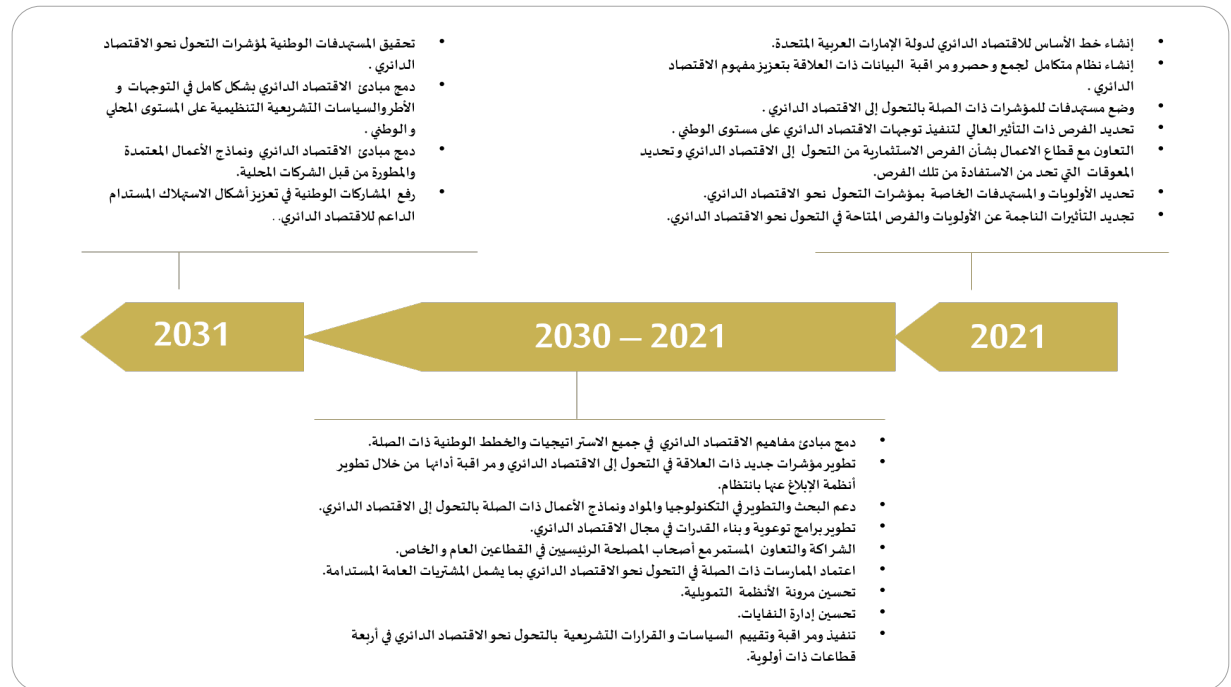 • إنشاء خط الأساس للاقتصاد الدائري لدولة الإمارات العربية المتحدة.
• إنشاء نظام متكامل لجمع وحصر ومراقبة البيانات ذات العلاقة بتعزيز مفهوم الاقتصاد
الدائري .
• وضع مستهدفات للمؤشرات ذات الصلة بالتحول إلى الاقتصاد الدائري .
• تحديد الفرص ذات التأثير العالي لتنفيذ توجهات الاقتصاد الدائري على مستوى الوطني .
• التعاون مع قطاع الاعمال بشأن الفرص الاستثمارية من التحول إلى الاقتصاد الدائري وتحديد
المعوقات التي تحد من الاستفادة من تلك الفرص.
• تحديد الأولويات والمستهدفات الخاصة بمؤشرات التحول نحو الاقتصاد الدائري.
• تجديد التأثيرات الناجمة عن الأولويات والفرص المتاحة في التحول نحو الاقتصاد الدائري.
• تحقيق المستهدفات الوطنية لمؤشرات التحول نحو الاقتصاد
الدائري .
• دمج مبادئ الاقتصاد الدائري بشكل كامل في التوجهات و
الأطر والسياسات التشريعية التنظيمية على المستوى المحلي
والوطني .
• دمج مبادئ الاقتصاد الدائري ونماذج الأعمال المعتمدة
والمطورة من قبل الشركات المحلية.
• رفع المشاركات الوطنية في تعزيز أشكال الاستهلاك المستدام
الداعم للاقتصاد الدائري. .
2021
2021 – 2030
2031
• دمج مبادئ مفاهيم الاقتصاد الدائري في جميع الاستراتيجيات والخطط الوطنية ذات الصلة.
• تطوير مؤشرات جديد ذات العلاقة في التحول إلى الاقتصاد الدائري ومراقبة أدائها من خلال تطوير
أنظمة الإبلاغ عنها بانتظام.
• دعم البحث والتطوير في التكنولوجيا والمواد ونماذج الأعمال ذات الصلة بالتحول إلى الاقتصاد الدائري.
• تطوير برامج توعوية وبناء القدرات في مجال الاقتصاد الدائري.
• الشراكة والتعاون المستمر مع أصحاب المصلحة الرئيسيين في القطاعين العام والخاص.
• اعتماد الممارسات ذات الصلة في التحول نحو الاقتصاد الدائري بما يشمل المشتريات العامة المستدامة.
• تحسين مرونة الأنظمة التمويلية.
• تحسين إدارة النفايات.
• تنفيذ ومراقبة وتقييم السياسات والقرارات التشريعية بالتحول نحو الاقتصاد الدائري في أربعة
قطاعات ذات أولوية.